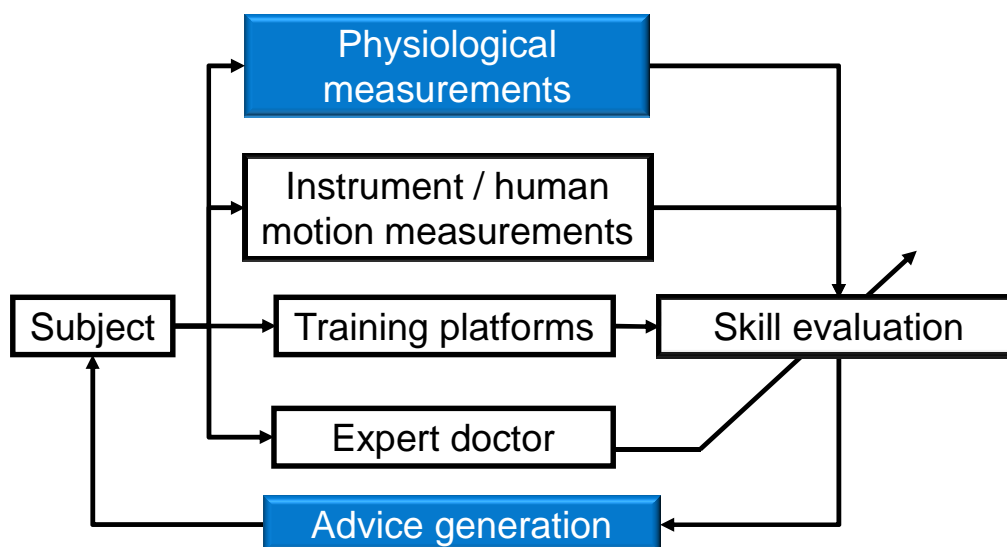 Physiological
measurements
Instrument / human
motion measurements
Subject
Training platforms
Skill evaluation
Expert doctor
Advice generation